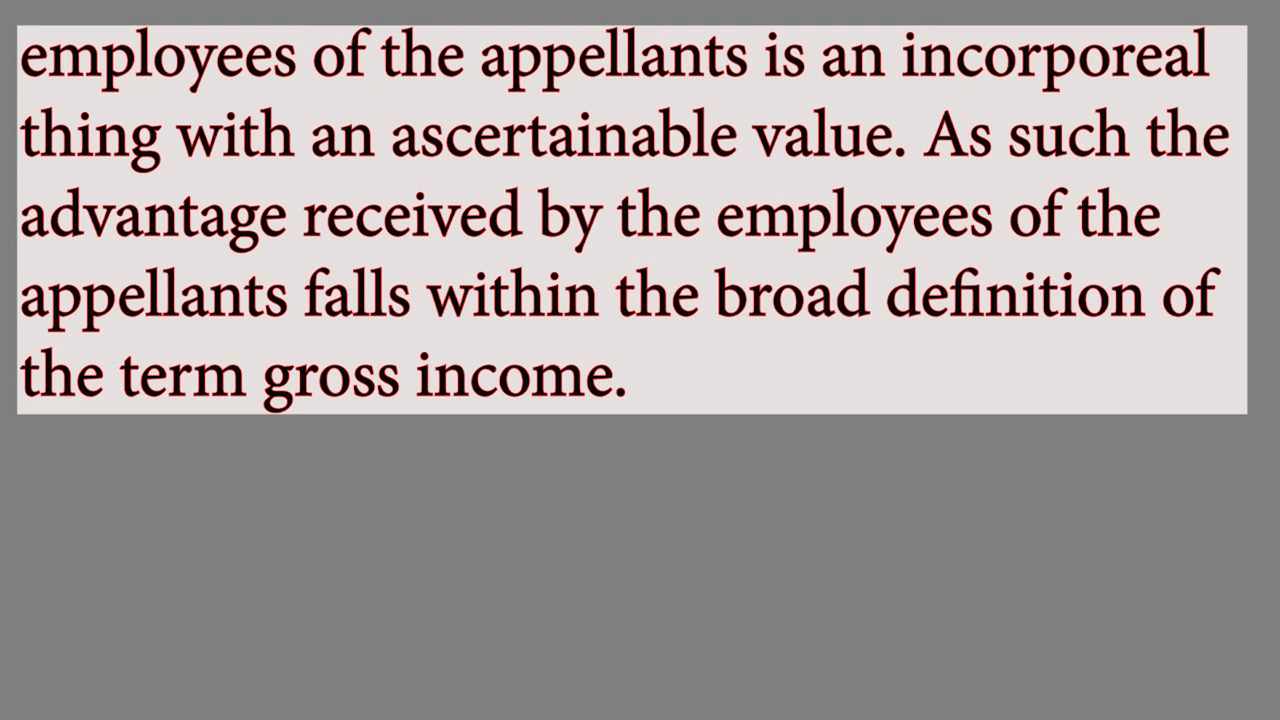 employees of the appellants is an incorporeal
thing with an ascertainable value. As such the
advantage received by the employees of the
appellants falls within the broad definition of
the term gross income.